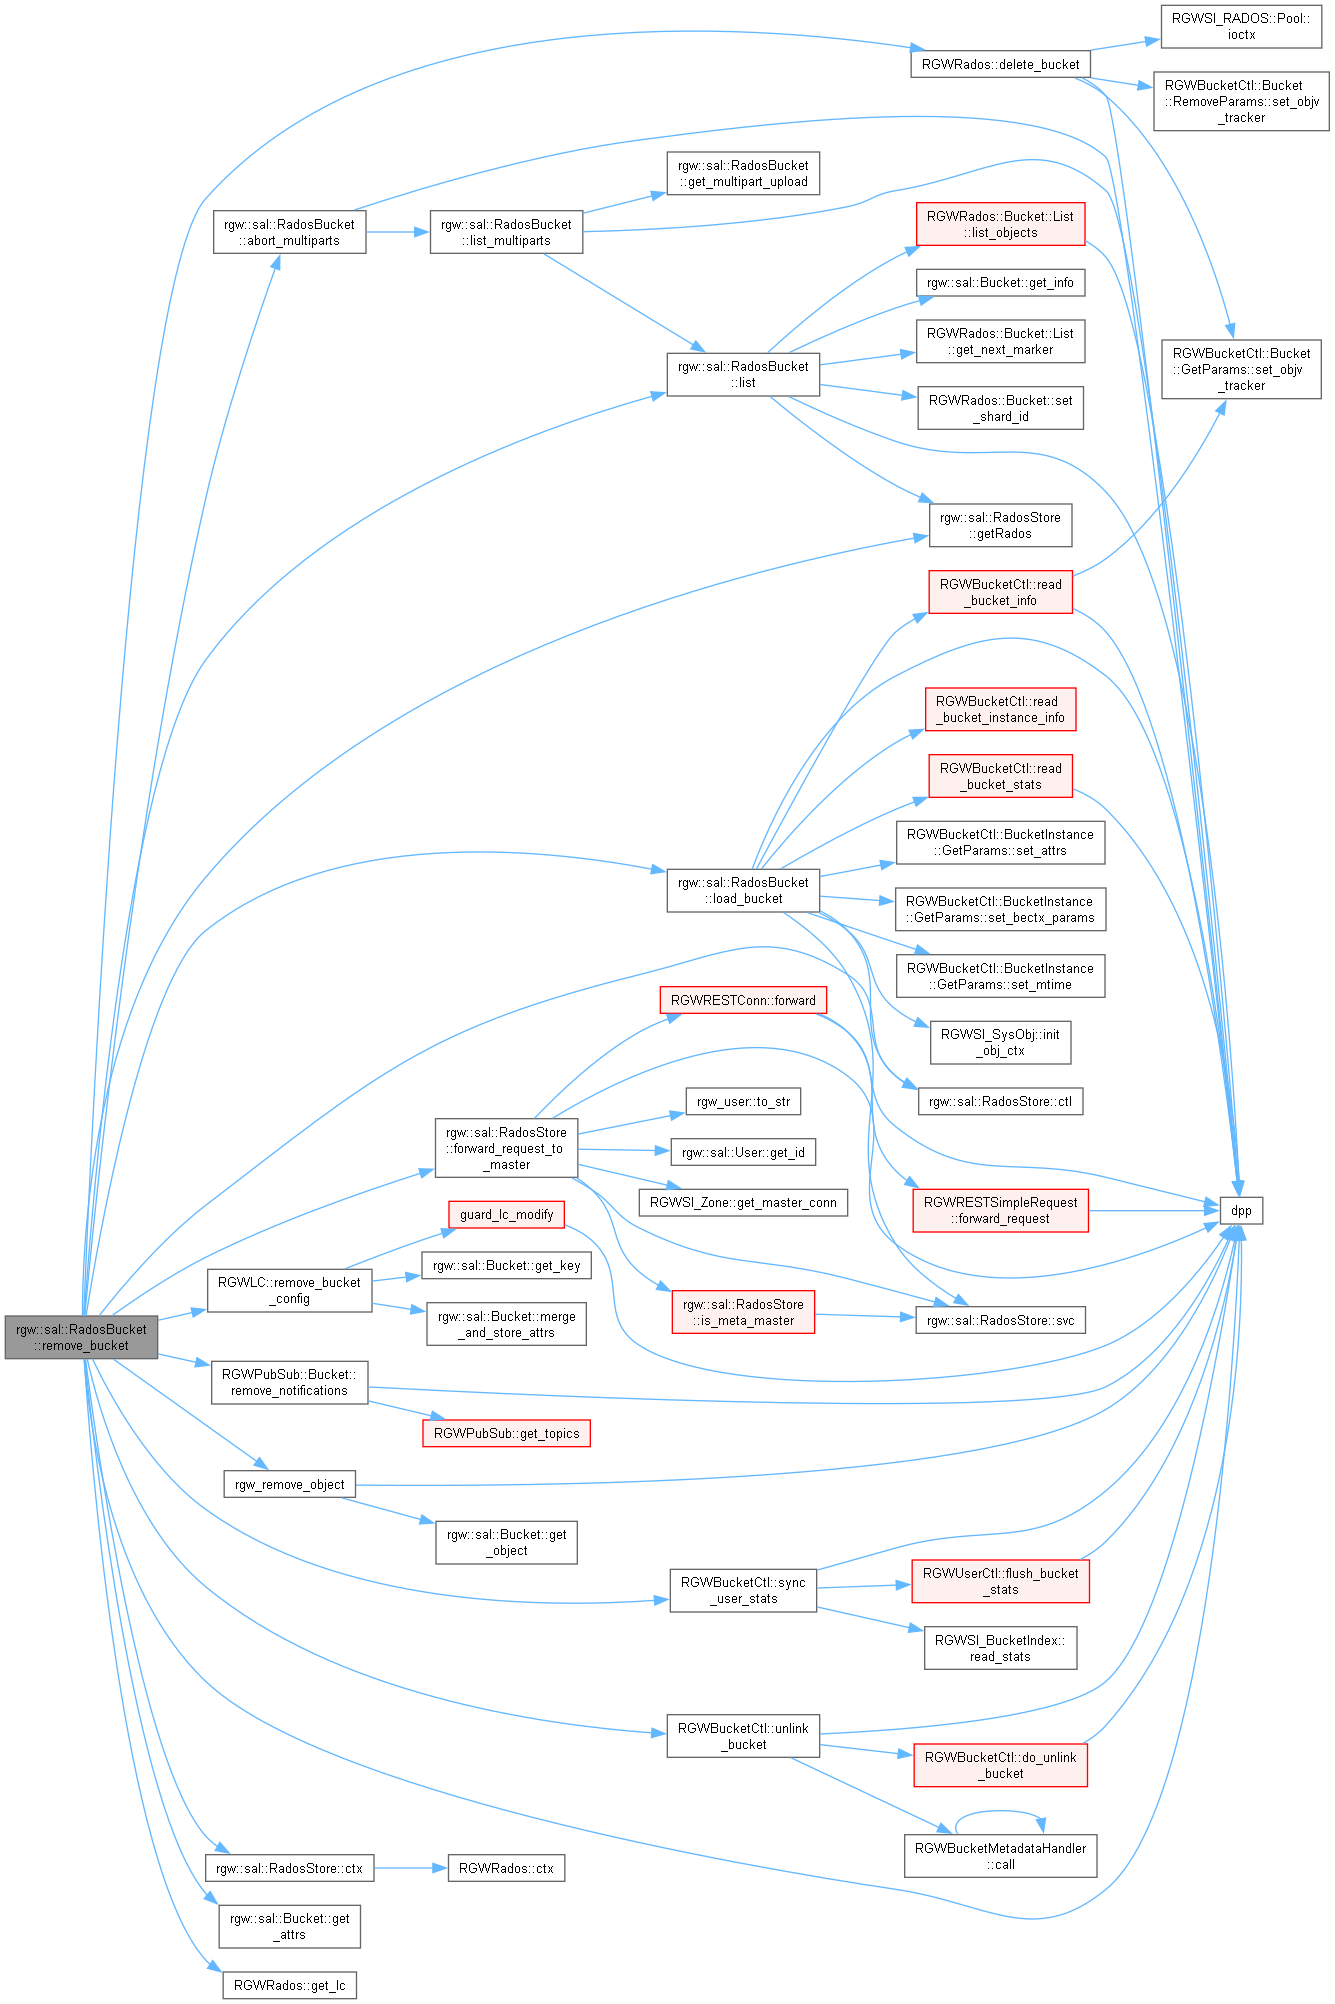 RGWSI_RADOS::Pool::
ioctx
RGWRados::delete_bucket
RGWBucketCtl::Bucket
::RemoveParams::set_objv
_tracker
rgw::sal::RadosBucket
::get_multipart_upload
rgw::sal::RadosBucket
::abort_multiparts
rgw::sal::RadosBucket
::list_multiparts
RGWRados::Bucket::List
::list_objects
rgw::sal::Bucket::get_info
RGWRados::Bucket::List
::get_next_marker
RGWBucketCtl::Bucket
::GetParams::set_objv
_tracker
rgw::sal::RadosBucket
::list
RGWRados::Bucket::set
_shard_id
rgw::sal::RadosStore
::getRados
RGWBucketCtl::read
_bucket_info
RGWBucketCtl::read
_bucket_instance_info
RGWBucketCtl::read
_bucket_stats
RGWBucketCtl::BucketInstance
::GetParams::set_attrs
rgw::sal::RadosBucket
::load_bucket
RGWBucketCtl::BucketInstance
::GetParams::set_bectx_params
RGWBucketCtl::BucketInstance
::GetParams::set_mtime
RGWRESTConn::forward
RGWSI_SysObj::init
_obj_ctx
rgw_user::to_str
rgw::sal::RadosStore::ctl
rgw::sal::RadosStore
::forward_request_to
_master
rgw::sal::User::get_id
RGWSI_Zone::get_master_conn
RGWRESTSimpleRequest
::forward_request
dpp
guard_lc_modify
rgw::sal::Bucket::get_key
RGWLC::remove_bucket
_config
rgw::sal::Bucket::merge
_and_store_attrs
rgw::sal::RadosStore
::is_meta_master
rgw::sal::RadosStore::svc
rgw::sal::RadosBucket
::remove_bucket
RGWPubSub::Bucket::
remove_notifications
RGWPubSub::get_topics
rgw_remove_object
rgw::sal::Bucket::get
_object
RGWBucketCtl::sync
_user_stats
RGWUserCtl::flush_bucket
_stats
RGWSI_BucketIndex::
read_stats
RGWBucketCtl::unlink
_bucket
RGWBucketCtl::do_unlink
_bucket
RGWBucketMetadataHandler
::call
rgw::sal::RadosStore::ctx
RGWRados::ctx
rgw::sal::Bucket::get
_attrs
RGWRados::get_lc